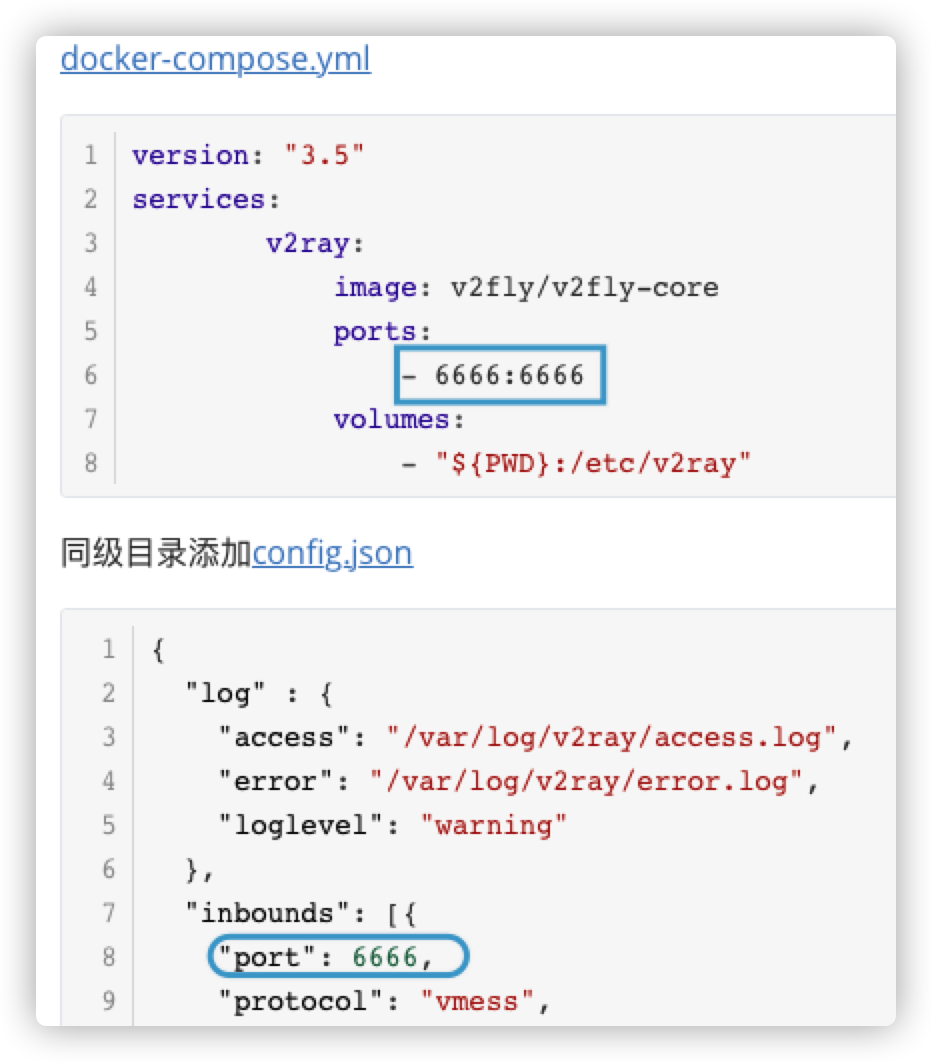 docker-compose.yml
1 version: "3.5"
2 services:
3 v2ray:
4 image: v2fly/v2fly-core
5 ports:
6 - 6666:6666
7 volumes:
8 - "${PWD}:/etc/v2ray"
同级目录添加config.json
1 {
2 "log" : {
3 "access": "/var/log/v2ray/access.log",
4 "error": "/var/log/v2ray/error.log",
5 "loglevel": "warning"
6 },
7 "inbounds": [{
8 "port": 6666,
9 "protocol": "vmess",